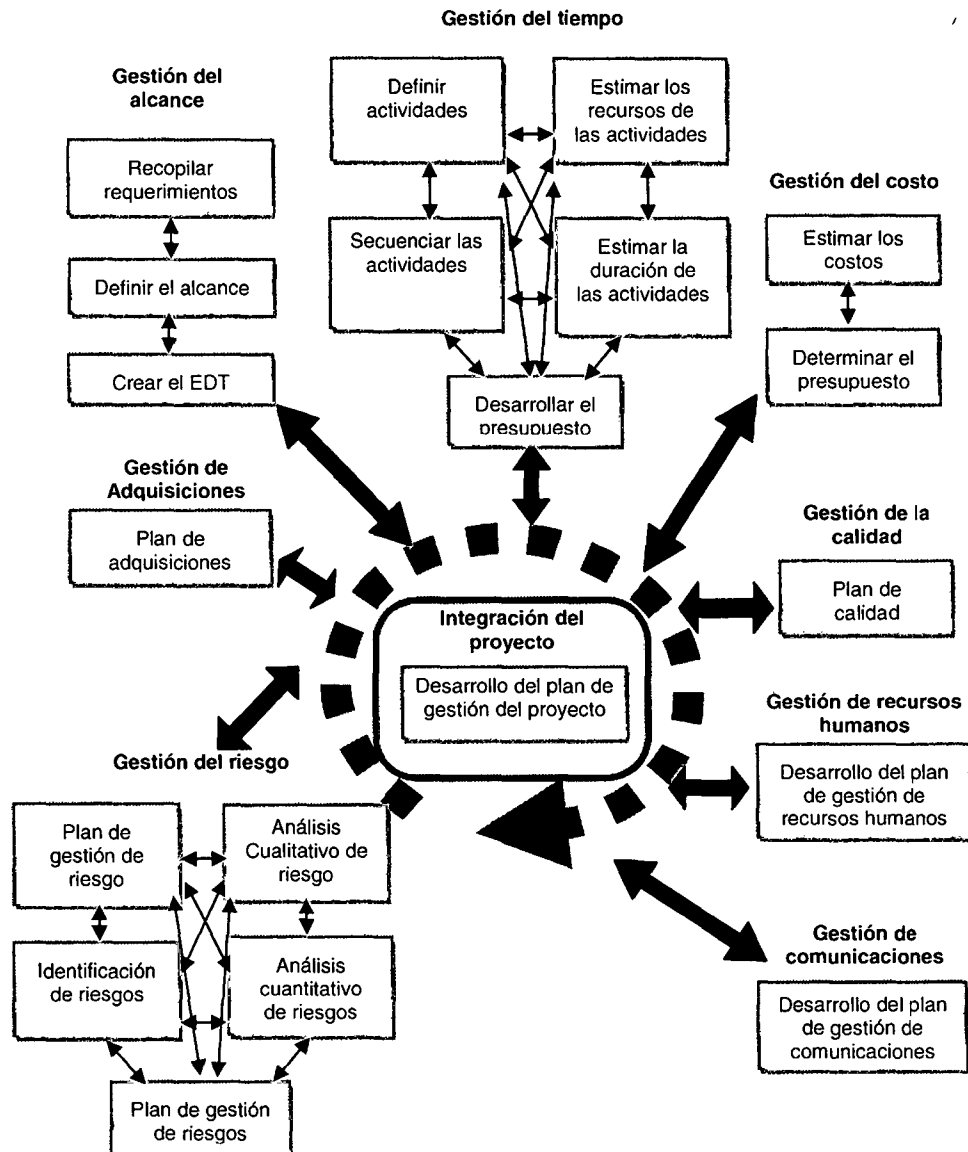 Gestión del tiempo
Gestión del
alcance
Recopilar
requerimientos
Definir el alcance
Crear el EDT
Definir
actividades
Estimar los
recursos de
las actividades
Secuenciar las
actividades
Estimar la
duración de
las actividades
Desarrollar el
presupuesto
Gestión del costo
Estimar los
costos
Determinar el
presupuesto
Gestión de
Adquisiciones
Plan de
adquisiciones
Gestión de la
calidad
Plan de
calidad
Integración del
proyecto
Desarrollo del plan de
gestión del proyecto
Gestión de recursos
humanos
Desarrollo del plan
de gestión de
recursos humanos
Gestión del riesgo
Plan de
gestión de
riesgo
Análisis
Cualitativo de
riesgo
Identificación
de riesgos
Análisis
cuantitativo
de riesgos
Plan de gestión
de riesgos
Gestión de
comunicaciones
Desarrollo del plan
de gestión de
comunicaciones